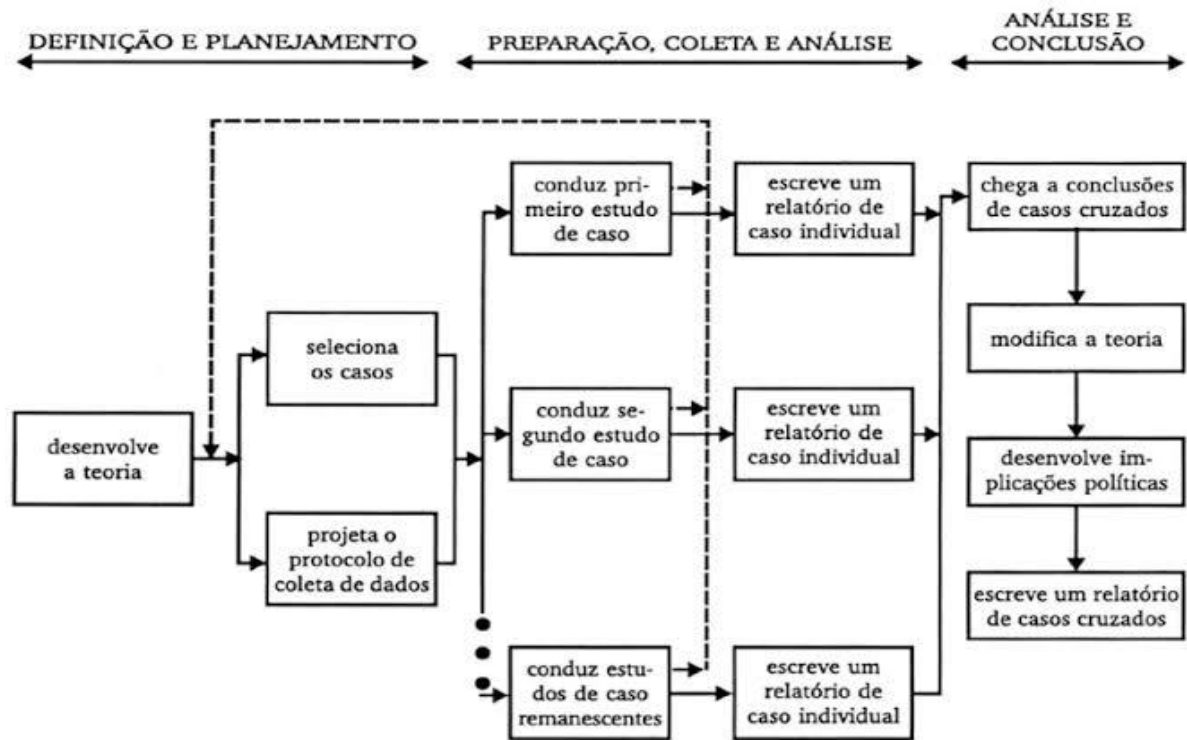 DEFINIÇÃO E PLANEJAMENTO
PREPARAÇÃO, COLETA E ANÁLISE
ANÁLISE E
CONCLUSÃO
desenvolve
a teoria
seleciona
os casos
projeta o
protocolo de
coleta de dados
conduz pri-
meiro estudo
de caso
escreve um
relatório de
caso individual
conduz se-
gundo estudo
de caso
escreve um
relatório de
caso individual
conduz estu-
dos de caso
remanescentes
escreve um
relatório de
caso individual
chega a conclusões
de casos cruzados
modifica a teoria
desenvolve im-
plicações políticas
escreve um relatório
de casos cruzados